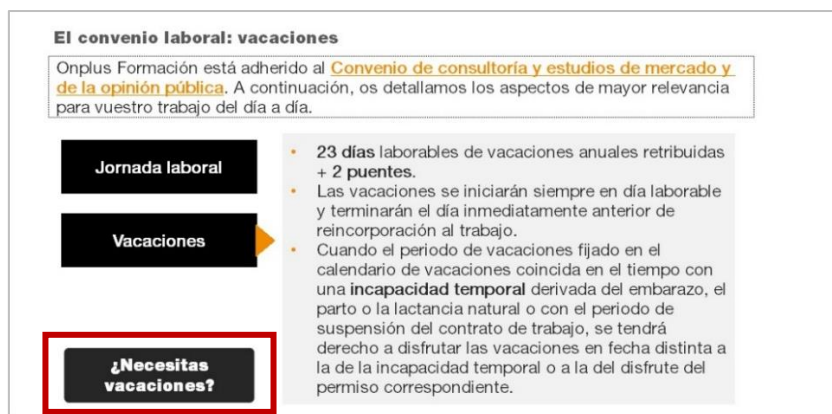 El convenio laboral: vacaciones
Onplus Formación está adherido al Convenio de consultoría y estudios de mercado y
de la opinión pública. A continuación, os detallamos los aspectos de mayor relevancia
para vuestro trabajo del día a día.
Jornada laboral
Vacaciones
• 23 días laborables de vacaciones anuales retribuidas
+ 2 puentes.
• Las vacaciones se iniciarán siempre en día laborable
y terminarán el día inmediatamente anterior de
reincorporación al trabajo.
• Cuando el periodo de vacaciones fijado en el
calendario de vacaciones coincida en el tiempo con
una incapacidad temporal derivada del embarazo, el
parto o la lactancia natural o con el periodo de
suspensión del contrato de trabajo, se tendrá
derecho a disfrutar las vacaciones en fecha distinta a
la de la incapacidad temporal o a la del disfrute del
permiso correspondiente.
¿Necesitas
vacaciones?